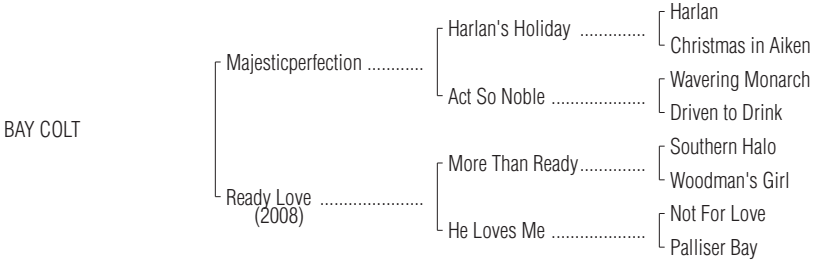 Harlan
Harlan's Holiday ..............
Christmas in Aiken
Majesticperfection ............
Wavering Monarch
Act So Noble ....................
Driven to Drink
BAY COLT
Southern Halo
More Than Ready..............
Woodman's Girl
Ready Love ......................
(2008)
Not For Love
He Loves Me ....................
Palliser Bay